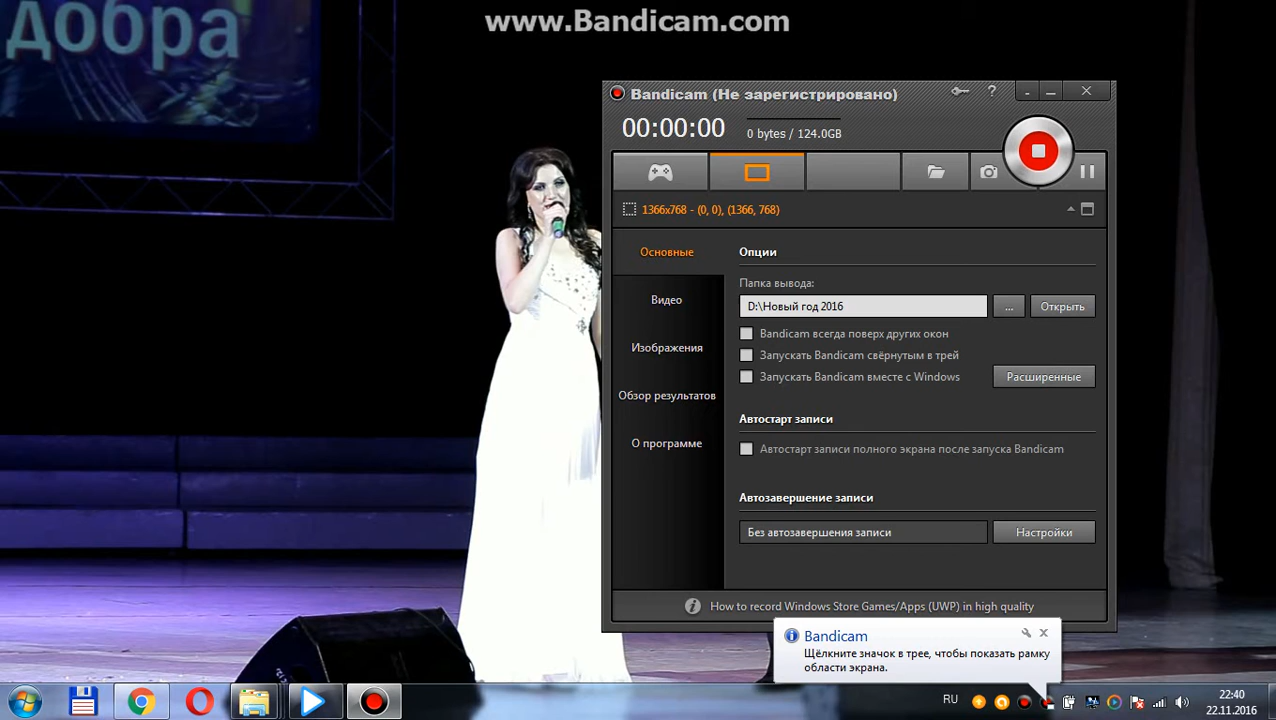 добра
www.Bandicam.com
Bandicam (Не зарегистрировано)
?
00:00:00
0 bytes / 124.0GB
1366x768 - (0, 0), (1366, 768)
Основные
Видео
Изображения
Обзор результатов
О программе
Опции
Папка вывода:
D:\Новый год 2016
...
Открыть
Bandicam всегда поверх других окон
Запускать Bandicam свёрнутым в трей
Запускать Bandicam вместе с Windows
Расширенные
Автостарт записи
Автостарт записи полного экрана после запуска Bandicam
Автозавершение записи
Без автозавершения записи
Настройки
How to record Windows Store Games/Apps (UWP) in high quality
Bandicam
Щёлкните значок в трее, чтобы показать рамку
области экрана.
RU
22:40
22.11.2016